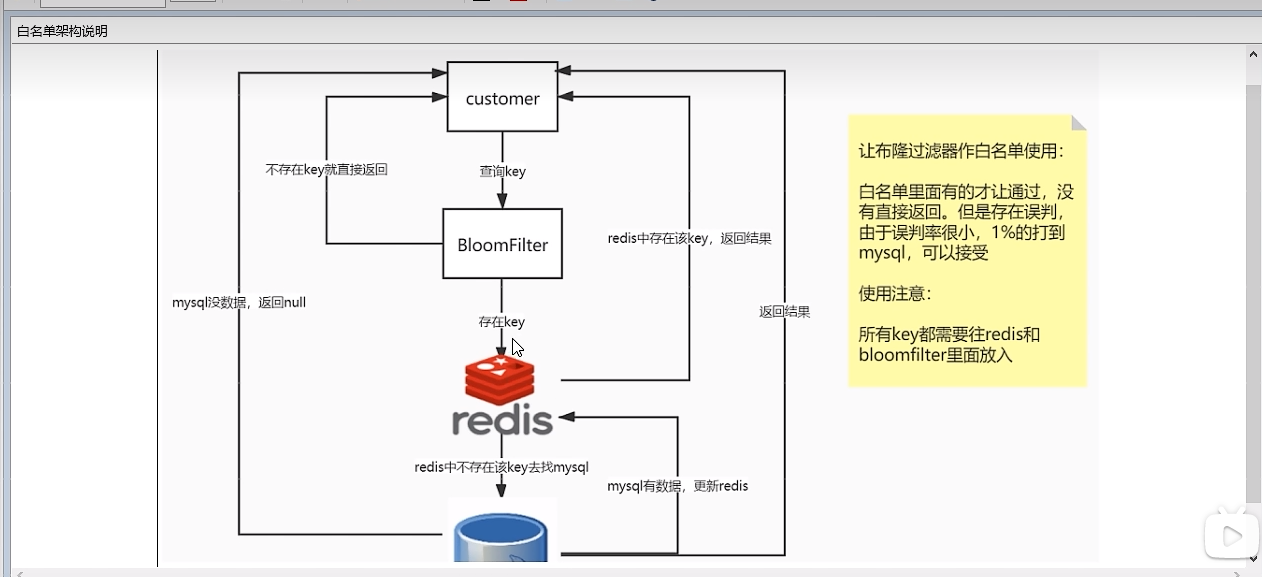 白名单架构说明
customer
不存在key就直接返回
查询key
BloomFilter
redis中存在该key，返回结果
mysql没数据，返回null
返回结果
存在key
redis
redis中不存在该key去找mysql
mysql有数据，更新redis
让布隆过滤器作白名单使用：
白名单里面有的才让通过，没
有直接返回。但是存在误判，
由于误判率很小，1%的打到
mysql，可以接受
使用注意：
所有key都需要往redis和
bloomfilter里面放入